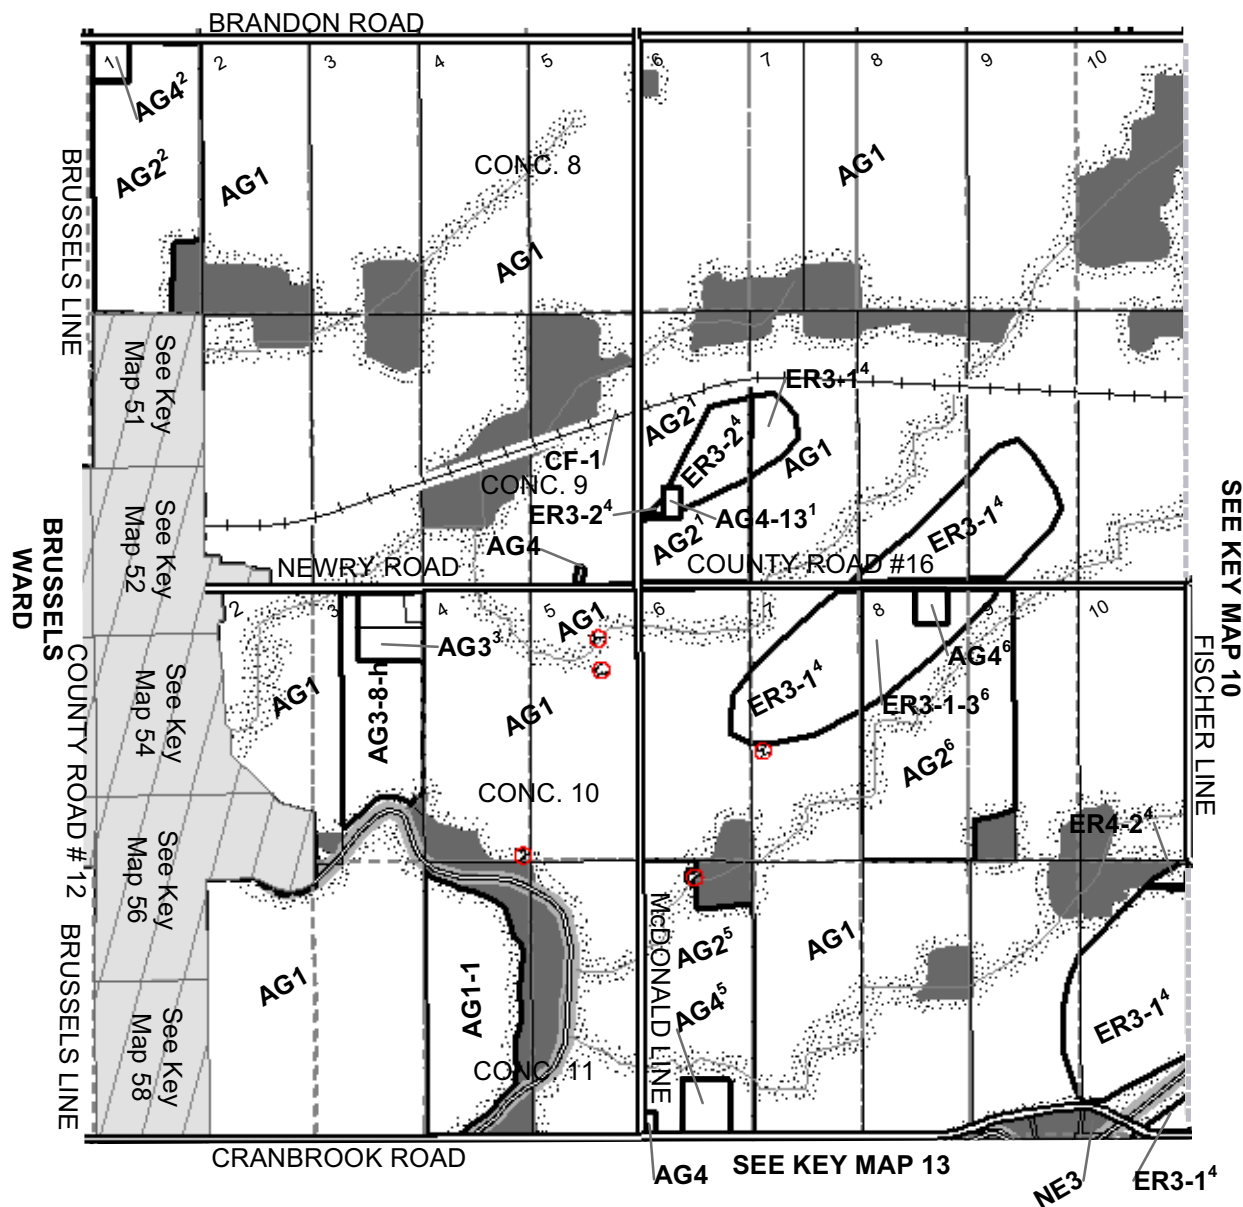 BRANDON ROAD
1
2
3
4
5
6
7
8
9
10
AG4²
AG2²
AG1
CONC. 8
AG1
AG1
BRUSSELS LINE
See Key
Map 51
ER3-1⁴
AG2¹
ER3-2⁴
AG1
CF-1
CONC. 9
ER3-2⁴
AG4-13¹
AG2¹
ER3-1⁴
See Key
Map 52
AG4
NEWRY ROAD
COUNTY ROAD #16
SEE KEY MAP 10
BRUSSELS
WARD
2
3
4
5
6
7
8
9
10
AG1
AG3³
AG4⁶
AG1
AG3-8-h
AG1
ER3-1⁴
ER3-1-3⁶
AG2⁶
FISCHER LINE
See Key
Map 54
COUNTY ROAD # 12
CONC. 10
ER4-2⁴
See Key
Map 56
McDONALD LINE
AG2⁵
AG1
AG1
AG1-1
AG4⁵
ER3-1⁴
BRUSSELS LINE
See Key
Map 58
CONC. 11
CRANBROOK ROAD
SEE KEY MAP 13
AG4
NE3
ER3-1⁴